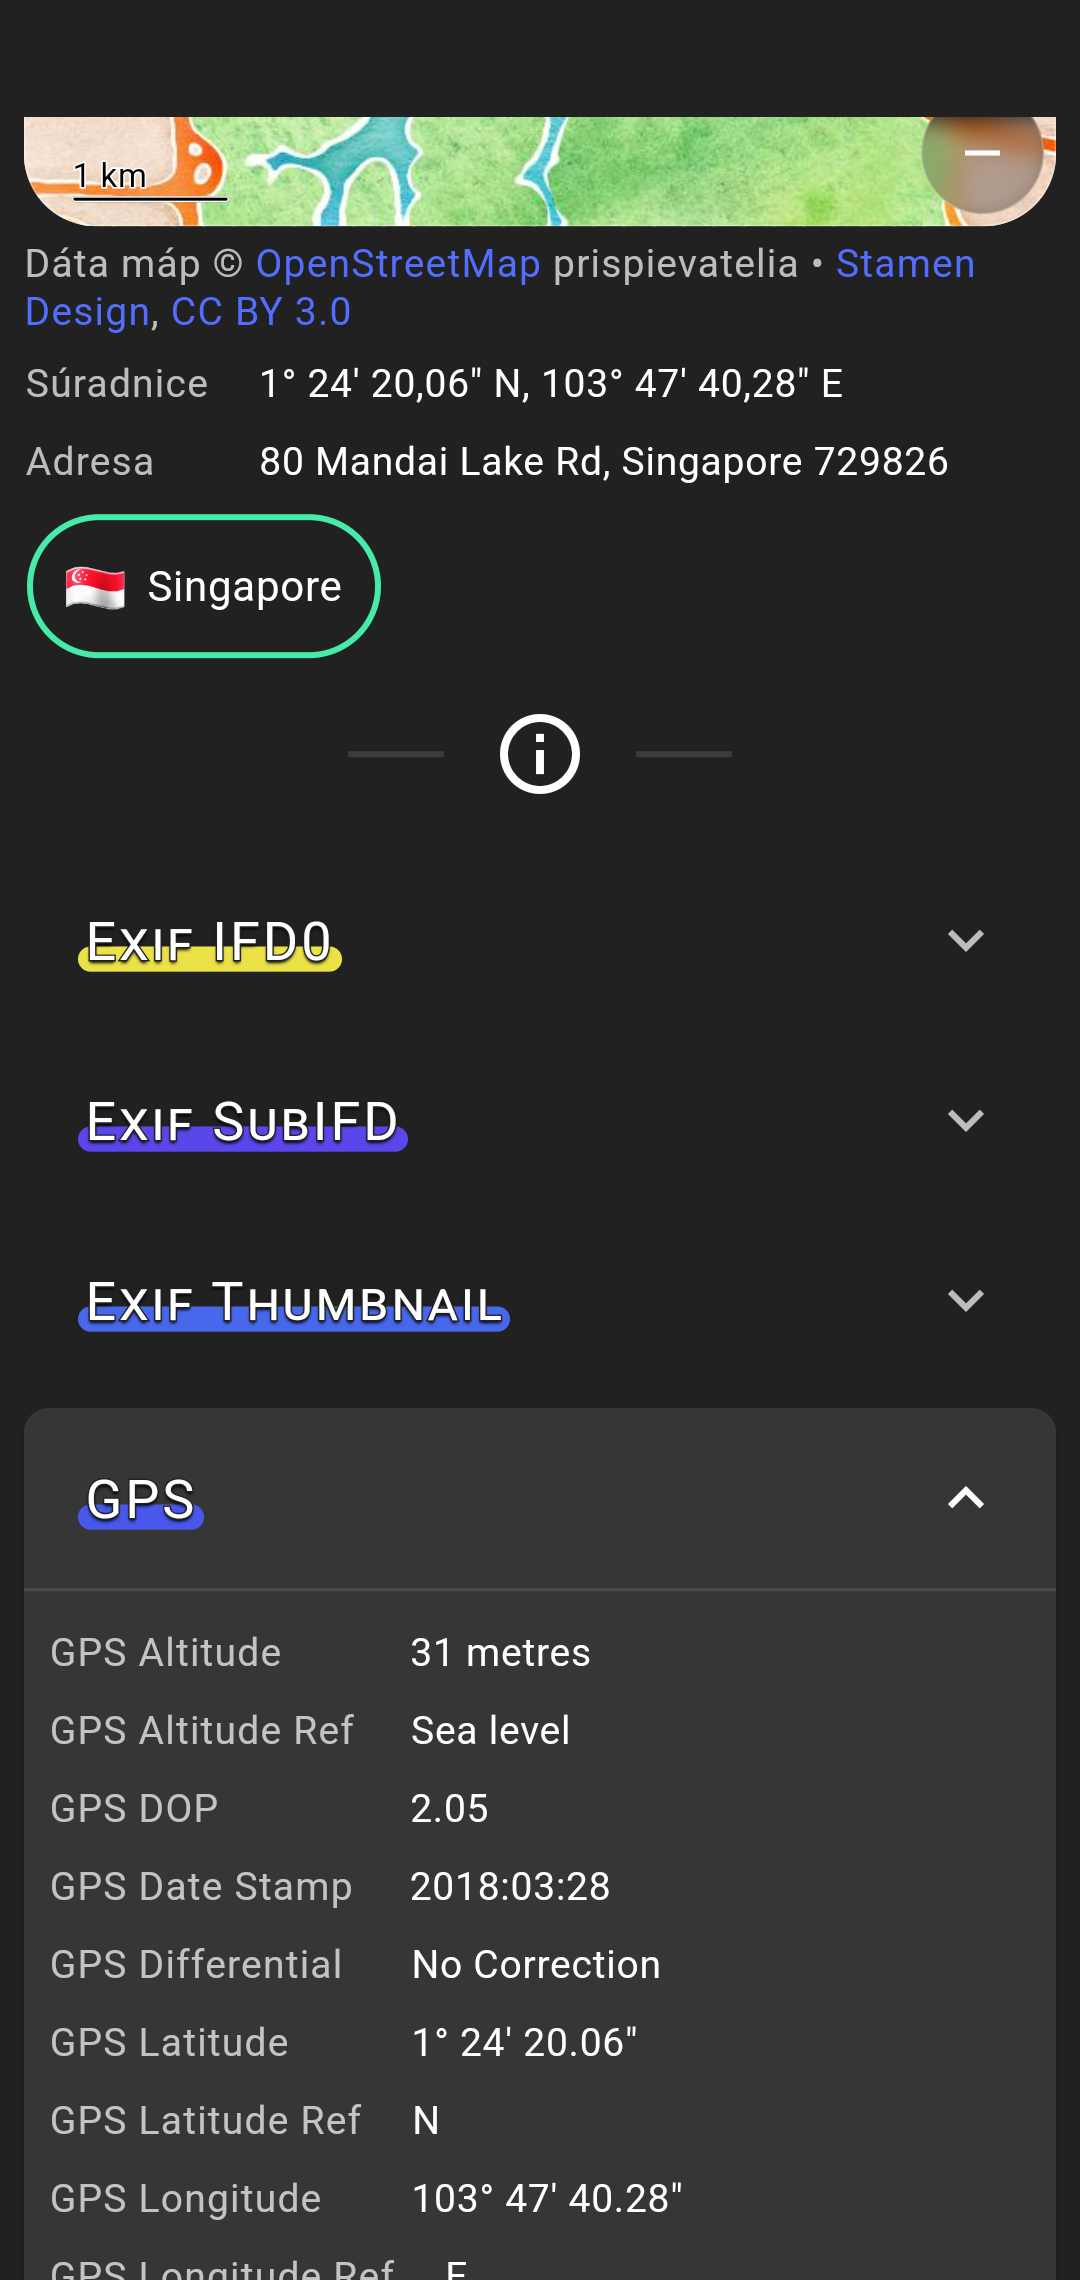 1 km
Dáta máp © OpenStreetMap prispievatelia • Stamen
Design, CC BY 3.0
Súradnice 1° 24' 20,06" N, 103° 47' 40,28" E
Adresa 80 Mandai Lake Rd, Singapore 729826
Singapore
Exif IFD0
Exif SubIFD
Exif Thumbnail
GPS
GPS Altitude 31 metres
GPS Altitude Ref Sea level
GPS DOP 2.05
GPS Date Stamp 2018:03:28
GPS Differential No Correction
GPS Latitude 1° 24' 20.06"
GPS Latitude Ref N
GPS Longitude 103° 47' 40.28"
GPS Longitude Ref E